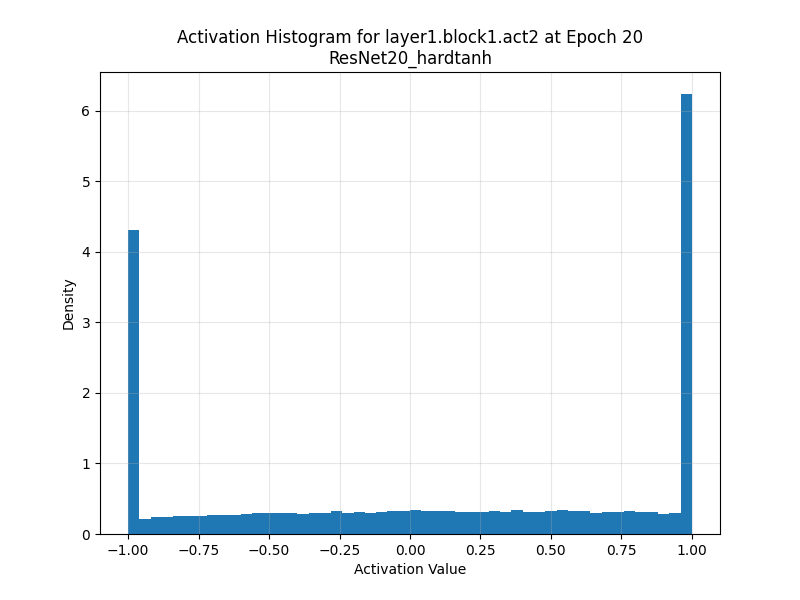 Activation Histogram for layer1.block1.act2 at Epoch 20
ResNet20_hardtanh
6
5
4
3
2
1
0
Density
−1.00 −0.75 −0.50 −0.25 0.00 0.25 0.50 0.75 1.00
Activation Value